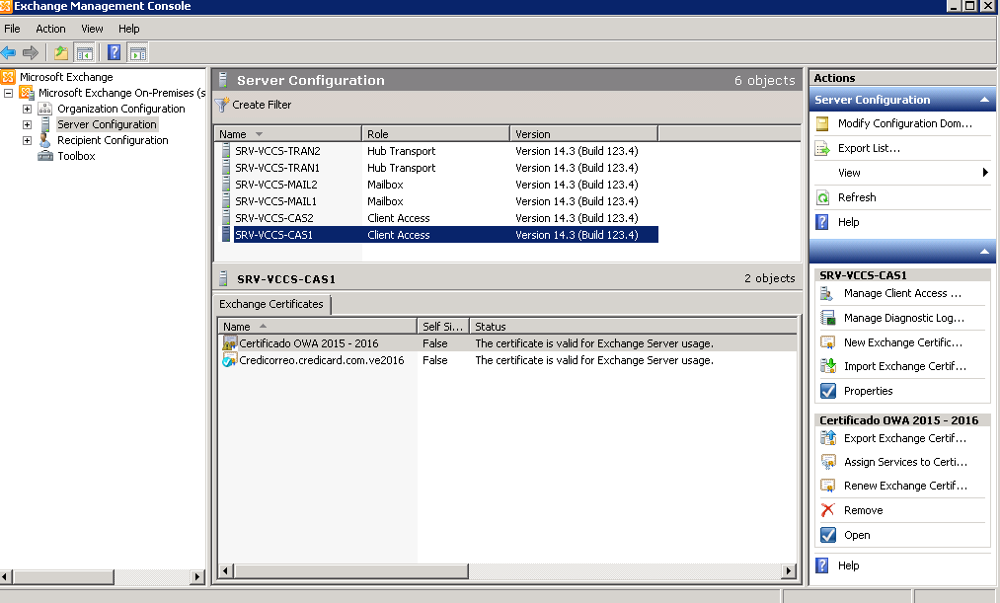 Exchange Management Console
File Action View Help
Microsoft Exchange
Microsoft Exchange On-Premises (s
Organization Configuration
Server Configuration
Recipient Configuration
Toolbox
Server Configuration 6 objects
Create Filter
Name Role Version
SRV-VCCS-TRAN2 Hub Transport Version 14.3 (Build 123.4)
SRV-VCCS-TRAN1 Hub Transport Version 14.3 (Build 123.4)
SRV-VCCS-MAIL2 Mailbox Version 14.3 (Build 123.4)
SRV-VCCS-MAIL1 Mailbox Version 14.3 (Build 123.4)
SRV-VCCS-CAS2 Client Access Version 14.3 (Build 123.4)
SRV-VCCS-CAS1 Client Access Version 14.3 (Build 123.4)
SRV-VCCS-CAS1 2 objects
Exchange Certificates
Name Self Si... Status
Certificado OWA 2015 - 2016 False The certificate is valid for Exchange Server usage.
Credicorreo.credicard.com.ve2016 False The certificate is valid for Exchange Server usage.
Actions
Server Configuration
Modify Configuration Dom...
Export List...
View
Refresh
Help
SRV-VCCS-CAS1
Manage Client Access ...
Manage Diagnostic Log...
New Exchange Certific...
Import Exchange Certif...
Properties
Certificado OWA 2015 - 2016
Export Exchange Certif...
Assign Services to Certi...
Renew Exchange Certif...
Remove
Open
Help